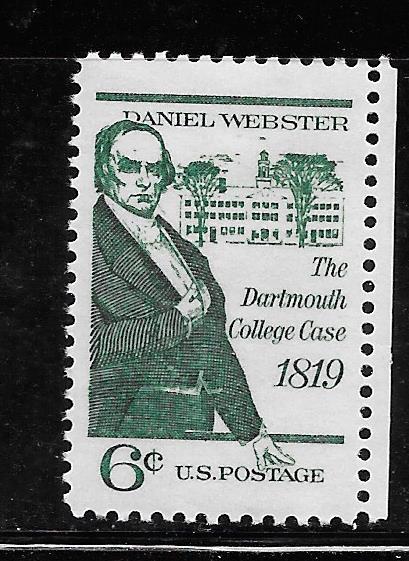 DANIEL WEBSTER
The
Dartmouth
College Case
1819
6¢ U.S. POSTAGE